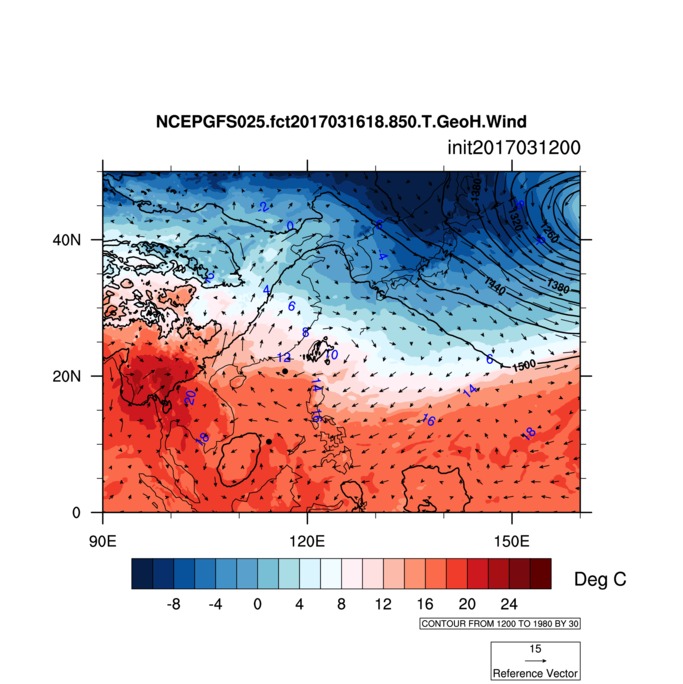 NCEPGFS025.fct2017031618.850.T.GeoH.Wind
init2017031200
-2
0
1320
1260
40N
4
1440
1380
6
8
12
10
6
1500
20N
20
14
14
16
16
18
18
0
90E
120E
150E
-8 -4 0 4 8 12 16 20 24
Deg C
CONTOUR FROM 1200 TO 1980 BY 30
15
Reference Vector